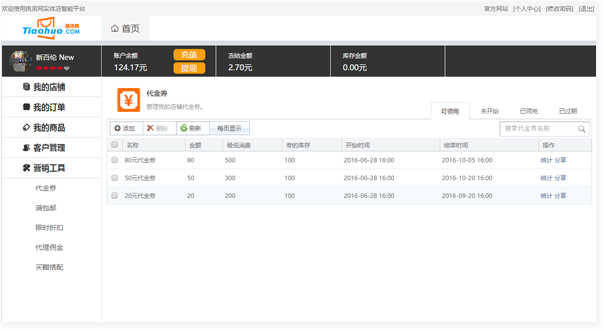 欢迎使用挑货网实体店智能平台 官方网站 [个人中心] [修改密码] [退出]
挑货网
Tiaohuo.COM
首页
新百伦 New
账户余额 充值
124.17元 提现
冻结金额
2.70元
库存金额
0.00元
我的店铺
我的订单
我的商品
客户管理
营销工具
代金券
满包邮
限时折扣
代理佣金
买赠搭配
代金券
管理我的店铺代金券。
可领用 未开始 已领完 已过期
添加 删除 刷新 每页显示 搜索代金券名称
名称 金额 最低消费 券的库存 开始时间 结束时间 操作
80元代金券 80 500 100 2016-06-28 16:00 2016-10-05 16:00 统计 分享
50元代金券 50 300 100 2016-06-28 16:00 2016-10-20 16:00 统计 分享
20元代金券 20 200 100 2016-06-28 16:00 2016-09-20 16:00 统计 分享